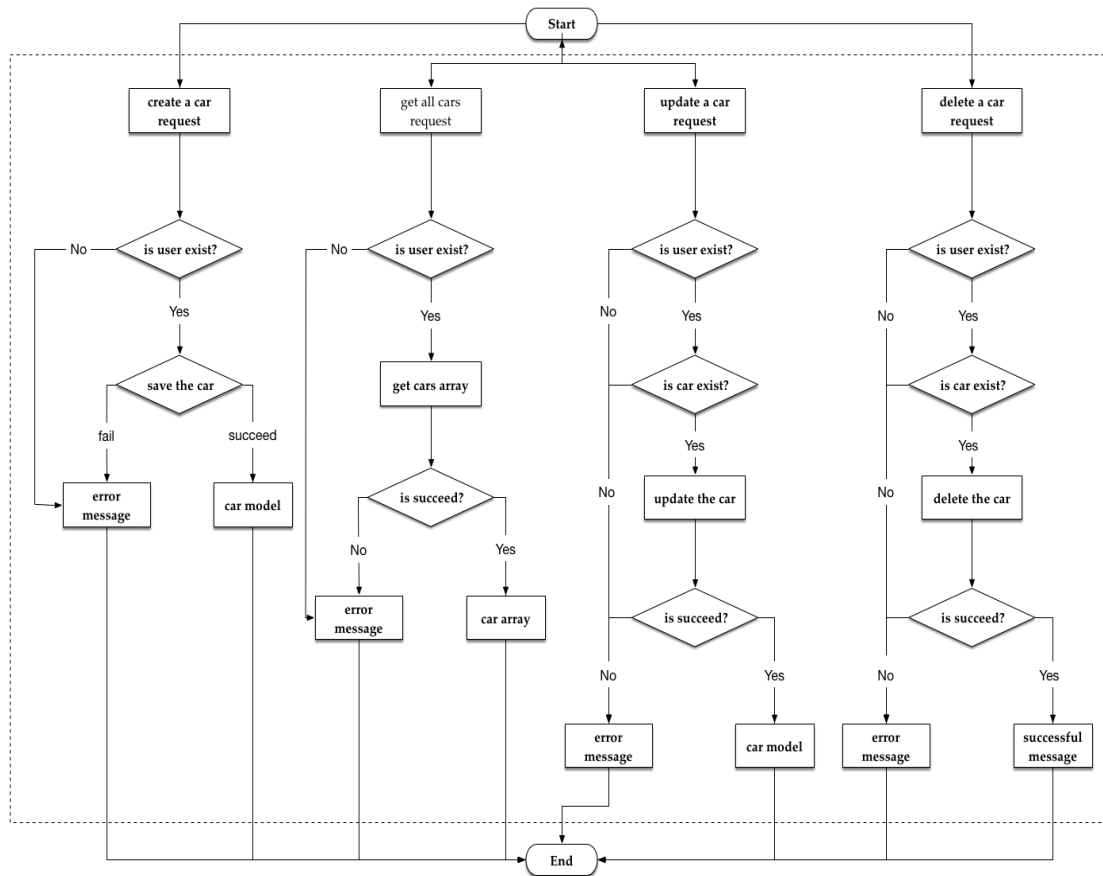 Start
create a car
request
get all cars
request
update a car
request
delete a car
request
No
is user exist?
No
is user exist?
is user exist?
is user exist?
Yes
Yes
No
Yes
No
Yes
save the car
get cars array
is car exist?
is car exist?
fail
succeed
Yes
Yes
error
message
car model
is succeed?
No
update the car
No
delete the car
No
Yes
error
message
car array
is succeed?
is succeed?
No
Yes
No
Yes
error
message
car model
error
message
successful
message
End